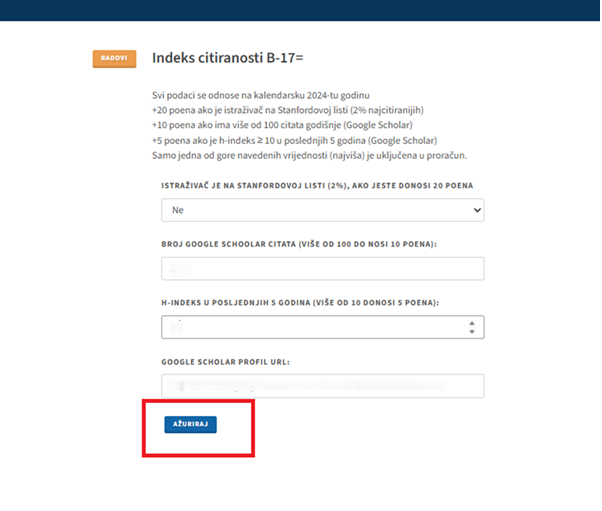 RADOVI
Indeks citiranosti B-17=
Svi podaci se odnose na kalendarsku 2024-tu godinu
+20 poena ako je istraživač na Stanfordovoj listi (2% najcitiranijih)
+10 poena ako ima više od 100 citata godišnje (Google Scholar)
+5 poena ako je h-indeks ≥ 10 u poslednjih 5 godina (Google Scholar)
Samo jedna od gore navedenih vrijednosti (najviša) je uključena u proračun.
ISTRAŽIVAČ JE NA STANFORDOVOJ LISTI (2%), AKO JESTE DONOSI 20 POENA
Ne
BROJ GOOGLE SCHOOLAR CITATA (VIŠE OD 100 DO NOSI 10 POENA):
H-INDEKS U POSLJEDNJIH 5 GODINA (VIŠE OD 10 DONOSI 5 POENA):
GOOGLE SCHOLAR PROFIL URL:
AŽURIRAJ